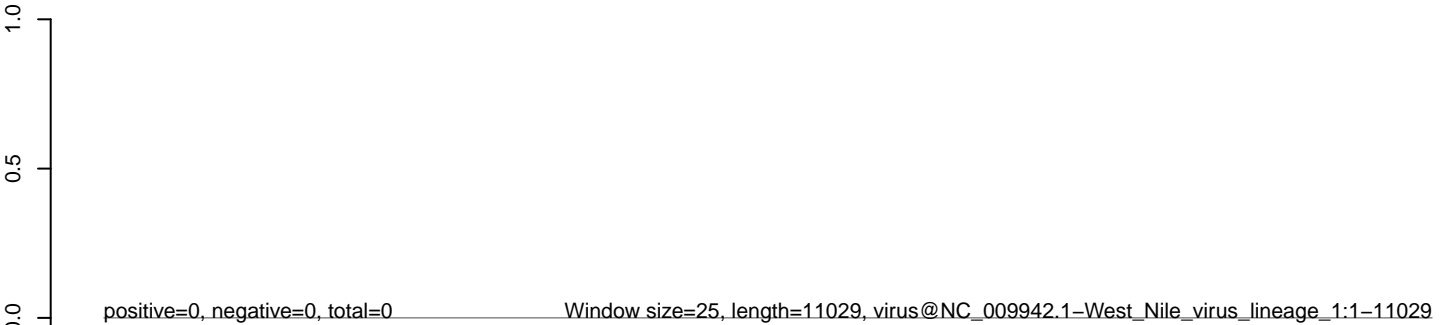 1.0
0.5
0.0
positive=0, negative=0, total=0 Window size=25, length=11029, virus@NC_009942.1−West_Nile_virus_lineage_1:1−11029